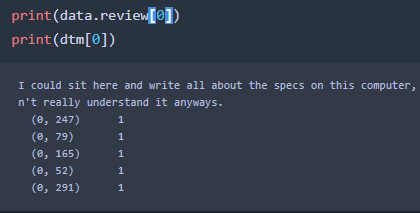 print(data.review[0])
print(dtm[0])
I could sit here and write all about the specs on this computer,
n't really understand it anyways.
(0, 247) 1
(0, 79) 1
(0, 165) 1
(0, 52) 1
(0, 291) 1